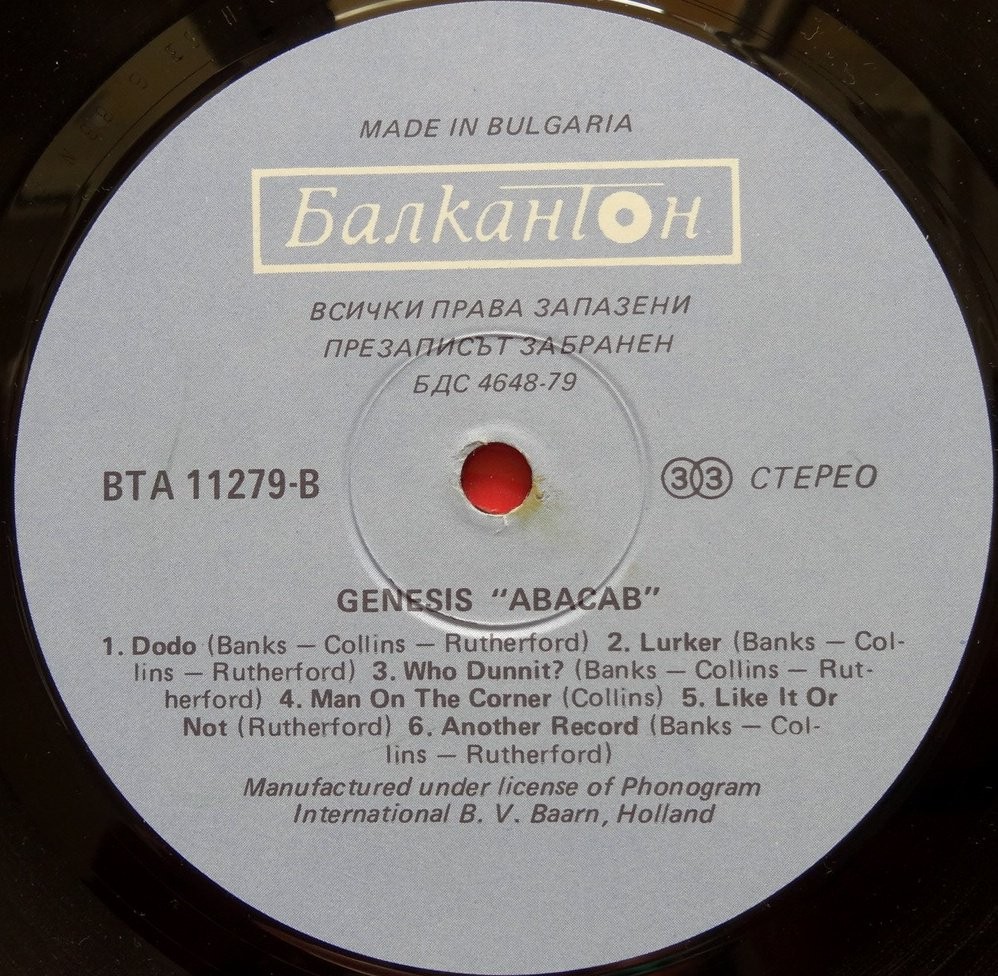 MADE IN BULGARIA
Балкантон
ВСИЧКИ ПРАВА ЗАПАЗЕНИ
ПРЕЗАПИСЪТ ЗАБРАНЕН
БДС 4648-79
ВТА 11279-В
33 СТЕРЕО
GENESIS “ABACAB”
1. Dodo (Banks — Collins — Rutherford) 2. Lurker (Banks — Col-
lins — Rutherford) 3. Who Dunnit? (Banks — Collins — Rut-
herford) 4. Man On The Corner (Collins) 5. Like It Or
Not (Rutherford) 6. Another Record (Banks — Col-
lins — Rutherford)
Manufactured under license of Phonogram
International B. V. Baarn, Holland